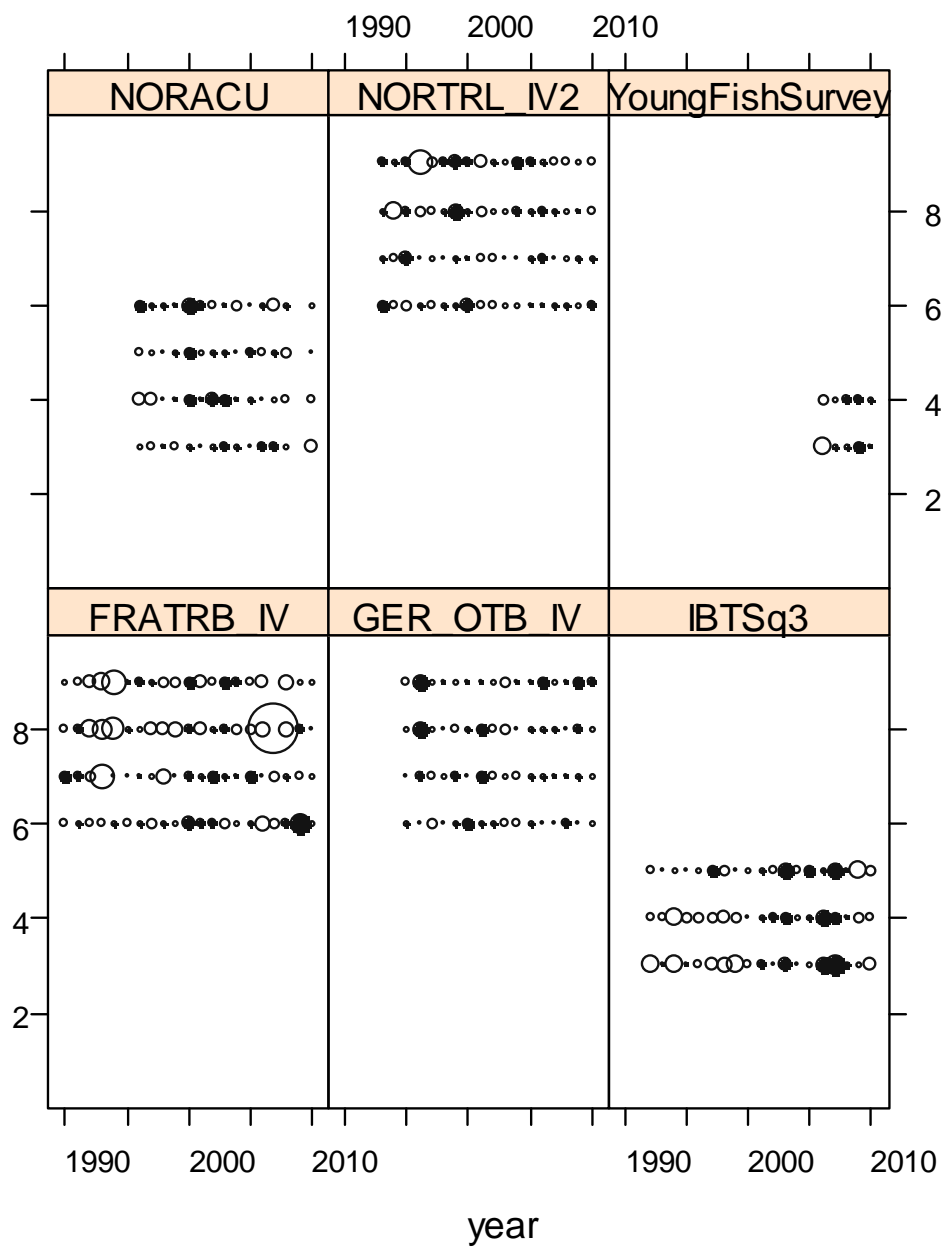 1990 2000 2010
NORACU NORTRL_IV2 YoungFishSurvey
8
6
4
2
FRATRB_IV GER_OTB_IV IBTSq3
8
6
4
2
1990 2000 2010 1990 2000 2010
year